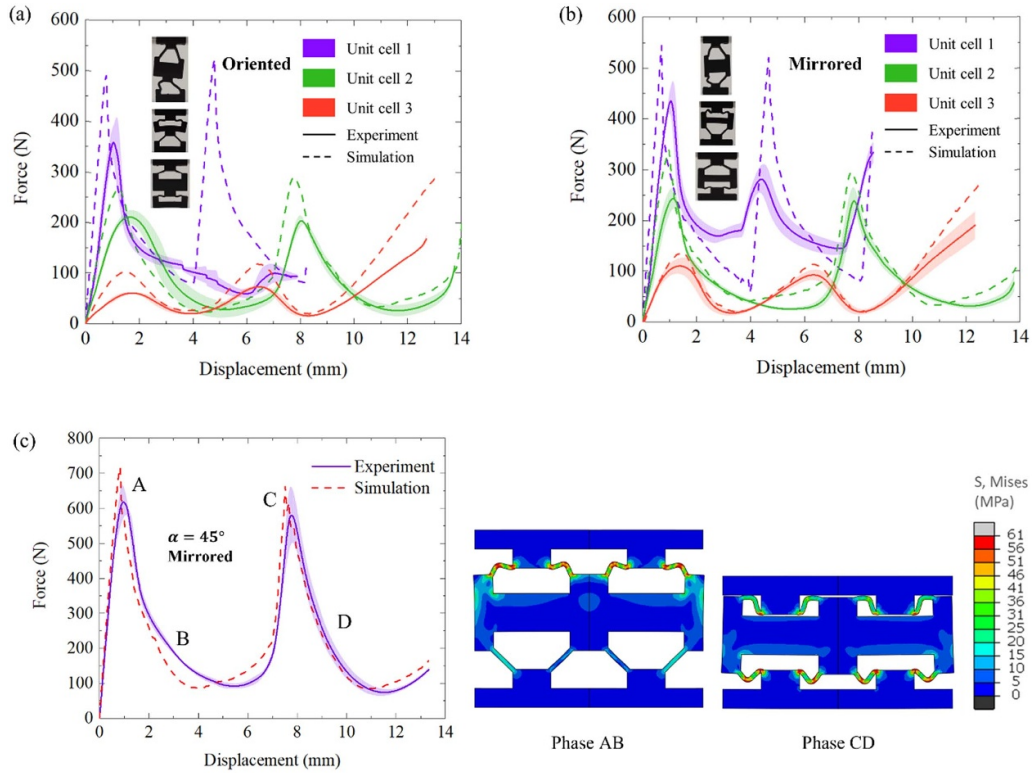 (a)
600
500
400
300
200
100
0
Force (N)
Oriented
Unit cell 1
Unit cell 2
Unit cell 3
Experiment
Simulation
0 2 4 6 8 10 12 14
Displacement (mm)
(b)
600
500
400
300
200
100
0
Force (N)
Mirrored
Unit cell 1
Unit cell 2
Unit cell 3
Experiment
Simulation
0 2 4 6 8 10 12 14
Displacement (mm)
(c)
800
700
600
500
400
300
200
100
0
Force (N)
Experiment
Simulation
A
C
α = 45°
Mirrored
B
D
0 2 4 6 8 10 12 14
Displacement (mm)
Phase AB
Phase CD
S, Mises
(MPa)
61
56
51
46
41
36
31
25
20
15
10
5
0